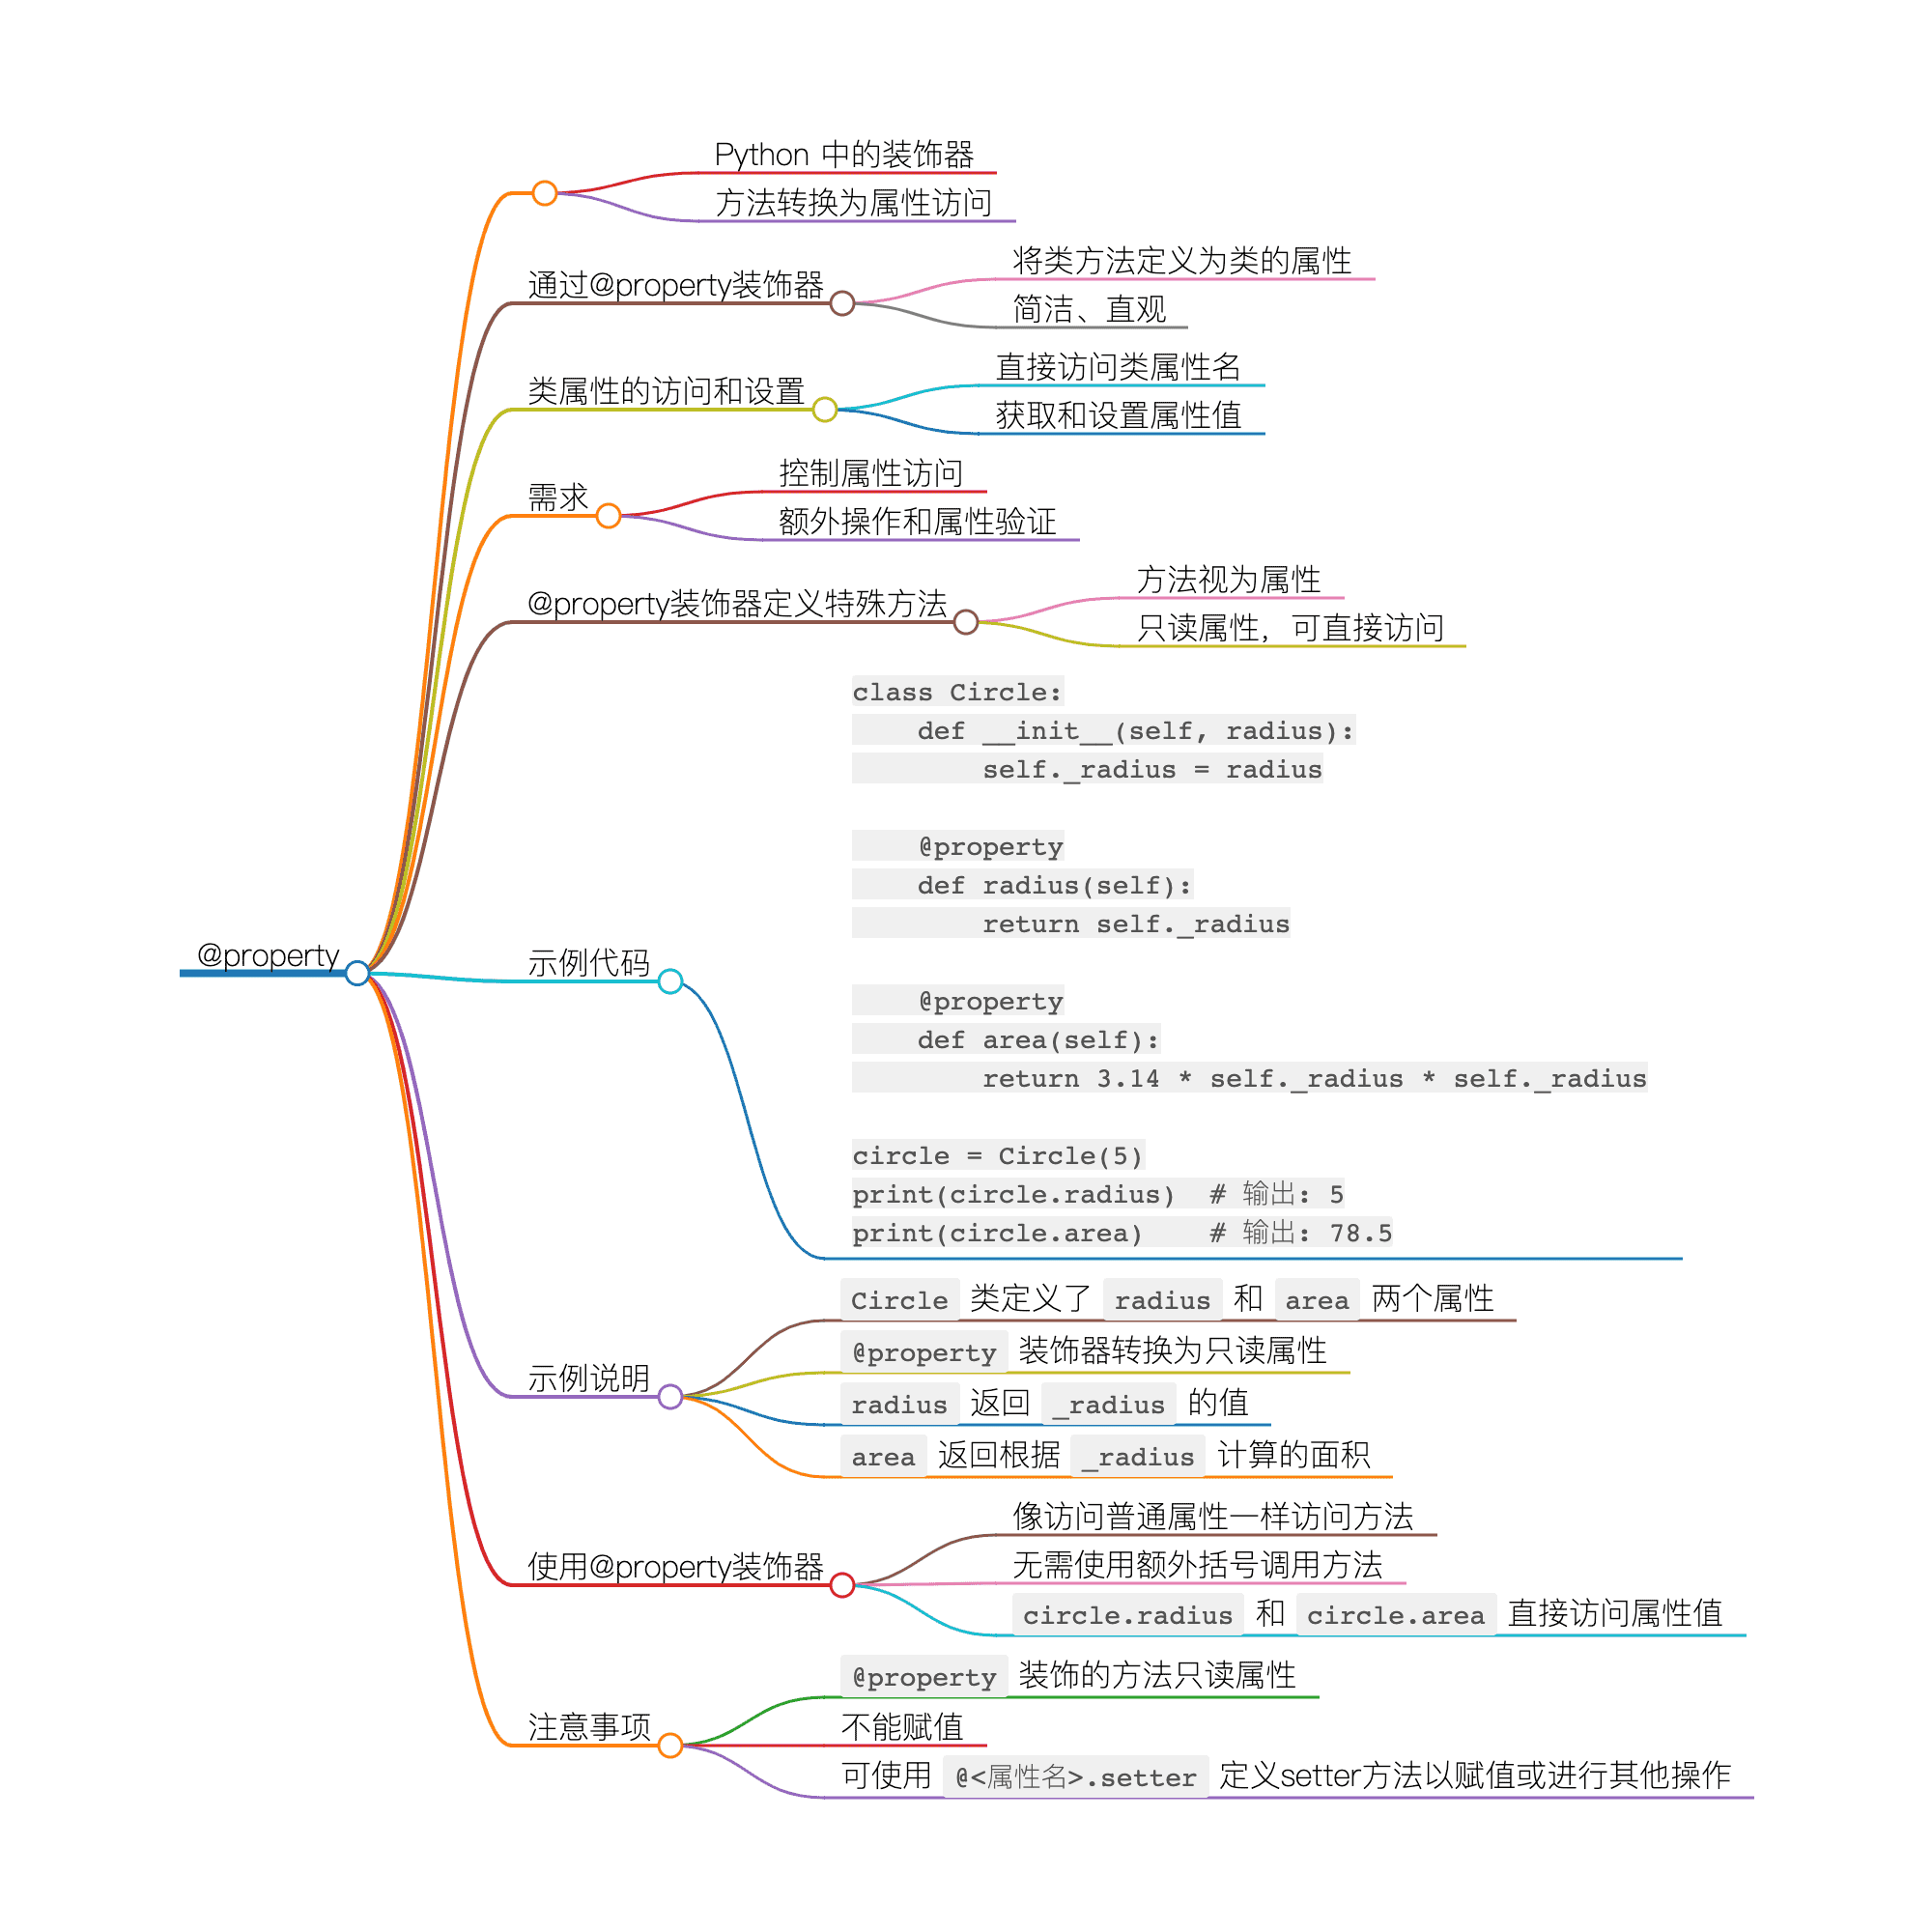 @property
Python 中的装饰器
方法转换为属性访问
通过@property装饰器
将类方法定义为类的属性
简洁、直观
类属性的访问和设置
直接访问类属性名
获取和设置属性值
需求
控制属性访问
额外操作和属性验证
@property装饰器定义特殊方法
方法视为属性
只读属性，可直接访问
示例代码
class Circle:
    def __init__(self, radius):
        self._radius = radius
    @property
    def radius(self):
        return self._radius
    @property
    def area(self):
        return 3.14 * self._radius * self._radius
circle = Circle(5)
print(circle.radius)  # 输出: 5
print(circle.area)    # 输出: 78.5
示例说明
Circle 类定义了 radius 和 area 两个属性
@property 装饰器转换为只读属性
radius 返回 _radius 的值
area 返回根据 _radius 计算的面积
使用@property装饰器
像访问普通属性一样访问方法
无需使用额外括号调用方法
circle.radius 和 circle.area 直接访问属性值
注意事项
@property 装饰的方法只读属性
不能赋值
可使用 @<属性名>.setter 定义setter方法以赋值或进行其他操作